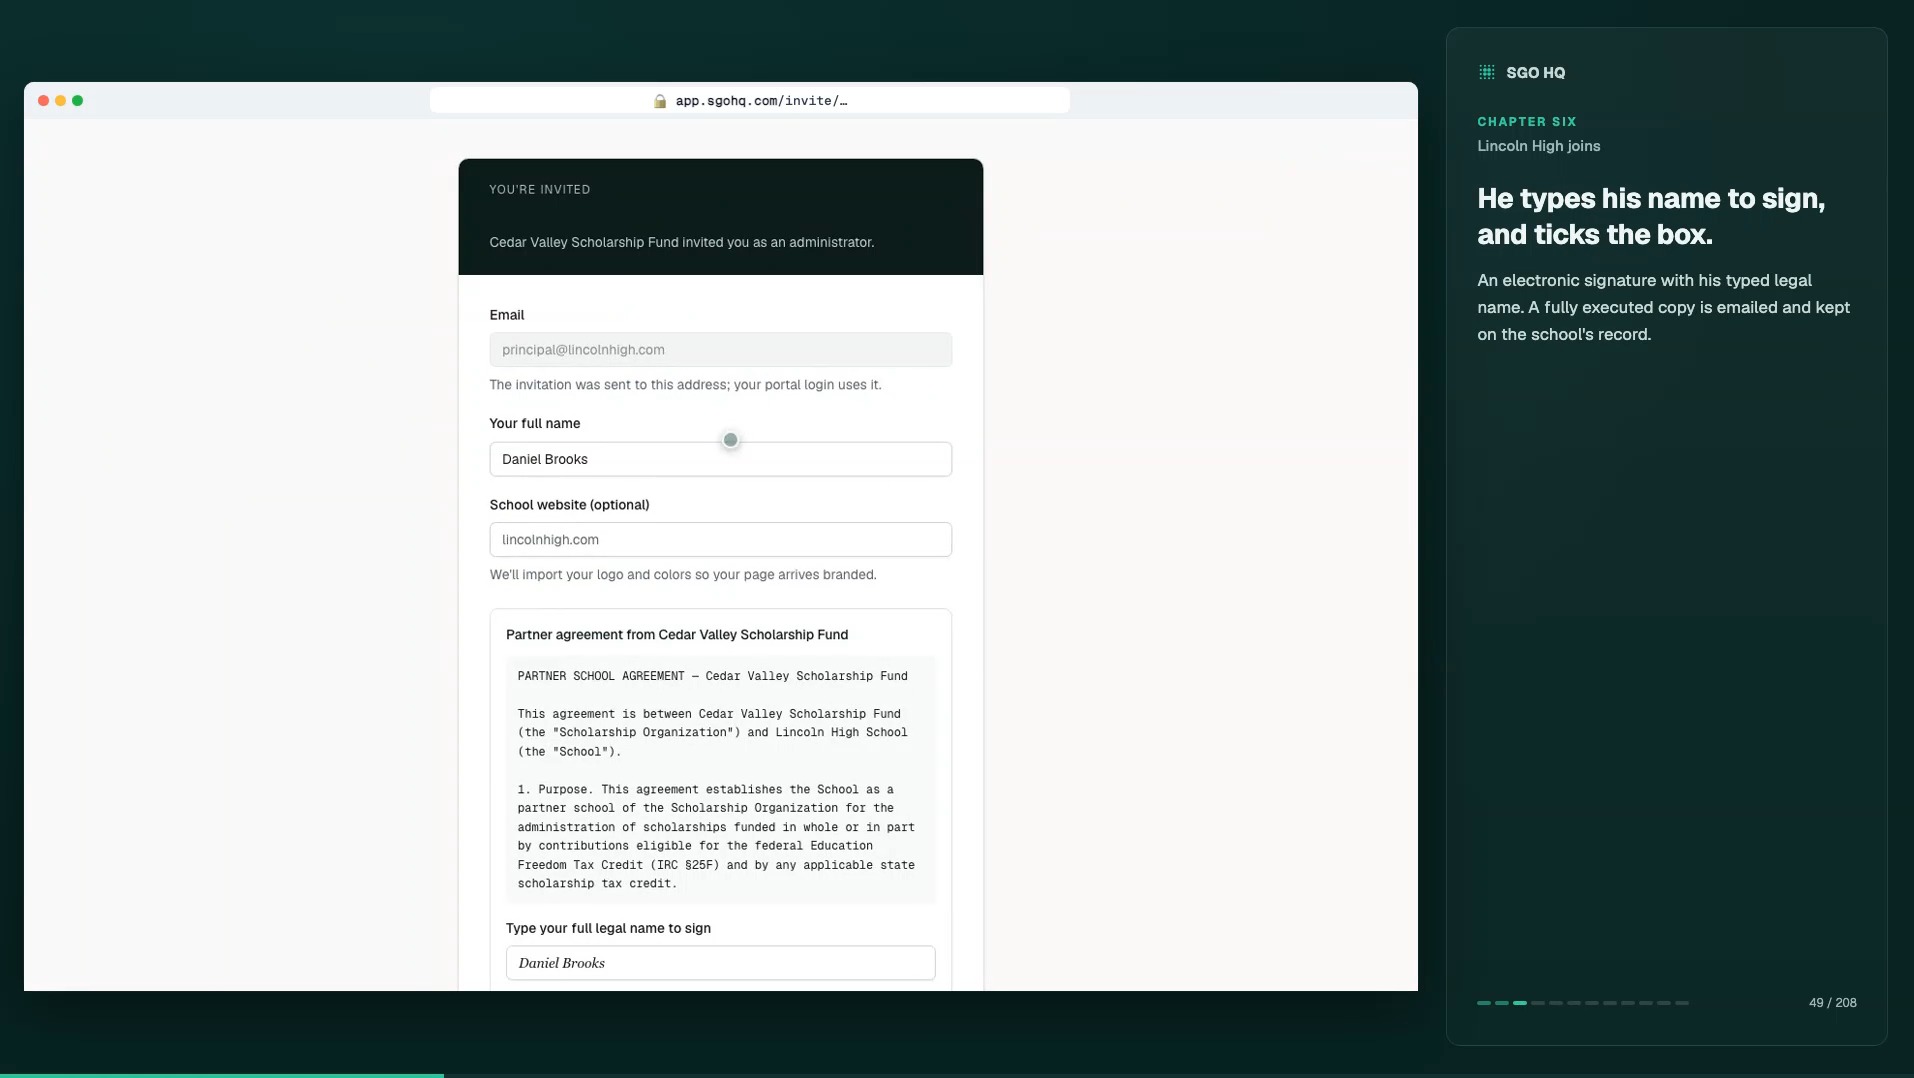 app.sgohq.com/invite/…
YOU'RE INVITED
Cedar Valley Scholarship Fund invited you as an administrator.
Email
principal@lincolnhigh.com
The invitation was sent to this address; your portal login uses it.
Your full name
Daniel Brooks
School website (optional)
lincolnhigh.com
We'll import your logo and colors so your page arrives branded.
Partner agreement from Cedar Valley Scholarship Fund
PARTNER SCHOOL AGREEMENT — Cedar Valley Scholarship Fund
This agreement is between Cedar Valley Scholarship Fund
(the "Scholarship Organization") and Lincoln High School
(the "School").
1. Purpose. This agreement establishes the School as a
partner school of the Scholarship Organization for the
administration of scholarships funded in whole or in part
by contributions eligible for the federal Education
Freedom Tax Credit (IRC §25F) and by any applicable state
scholarship tax credit.
Type your full legal name to sign
Daniel Brooks
SGO HQ
CHAPTER SIX
Lincoln High joins
He types his name to sign,
and ticks the box.
An electronic signature with his typed legal
name. A fully executed copy is emailed and kept
on the school's record.
49 / 208